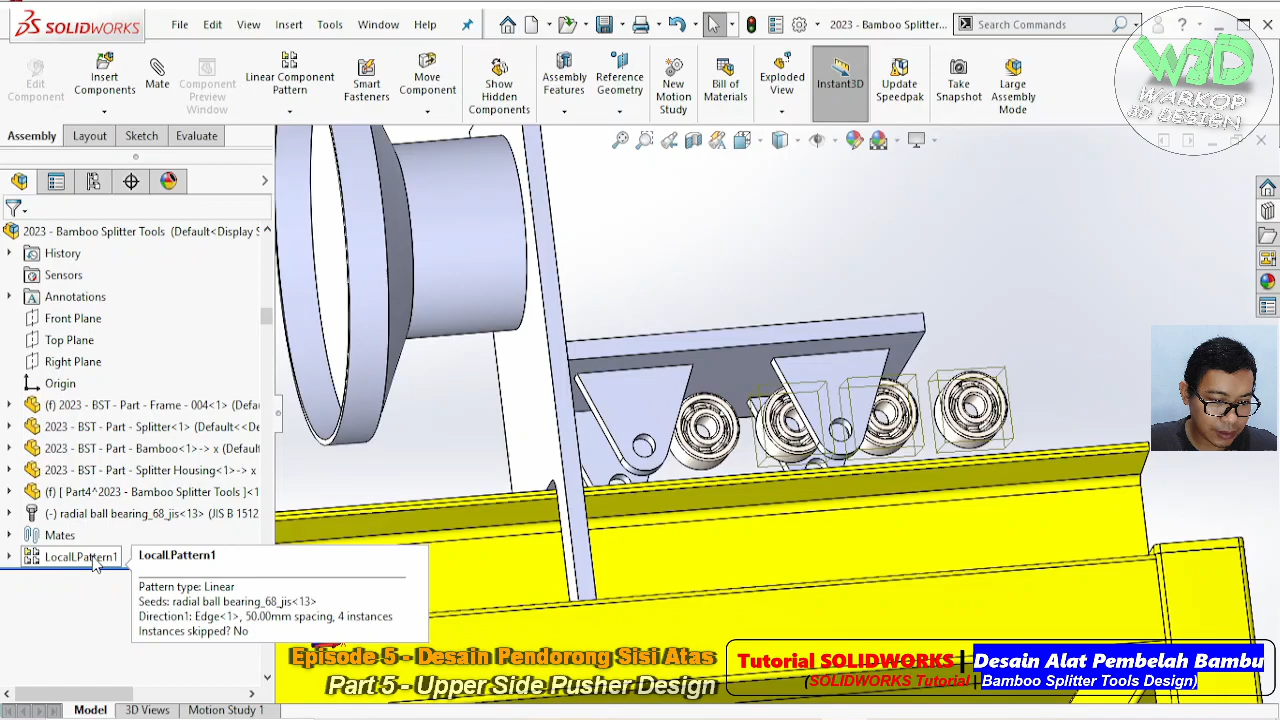 SOLIDWORKS
File
Edit
View
Insert
Tools
Window
Help
2023 - Bamboo Splitter...
Search Commands
Edit Component
Insert Components
Mate
Component Preview Window
Linear Component Pattern
Smart Fasteners
Move Component
Show Hidden Components
Assembly Features
Reference Geometry
New Motion Study
Bill of Materials
Exploded View
Instant3D
Update Speedpak
Take Snapshot
Large Assembly Mode
WJD
WARKOP
3D DESIGN
Assembly
Layout
Sketch
Evaluate
2023 - Bamboo Splitter Tools (Default<Display S
History
Sensors
Annotations
Front Plane
Top Plane
Right Plane
Origin
(f) 2023 - BST - Part - Frame - 004<1> (Defau
2023 - BST - Part - Splitter<1> (Default<<De
2023 - BST - Part - Bamboo<1>-> x (Default
2023 - BST - Part - Splitter Housing<1>-> x
(f) [ Part4^2023 - Bamboo Splitter Tools ]<1
(-) radial ball bearing_68_jis<13> (JIS B 1512
Mates
LocalLPattern1
LocalLPattern1
Pattern type: Linear
Seeds: radial ball bearing_68_jis<13>
Direction1: Edge<1>, 50.00mm spacing, 4 instances
Instances skipped? No
Episode 5 - Desain Pendorong Sisi Atas
Part 5 - Upper Side Pusher Design
Tutorial SOLIDWORKS | Desain Alat Pembelah Bambu
(SOLIDWORKS Tutorial | Bamboo Splitter Tools Design)
Model
3D Views
Motion Study 1